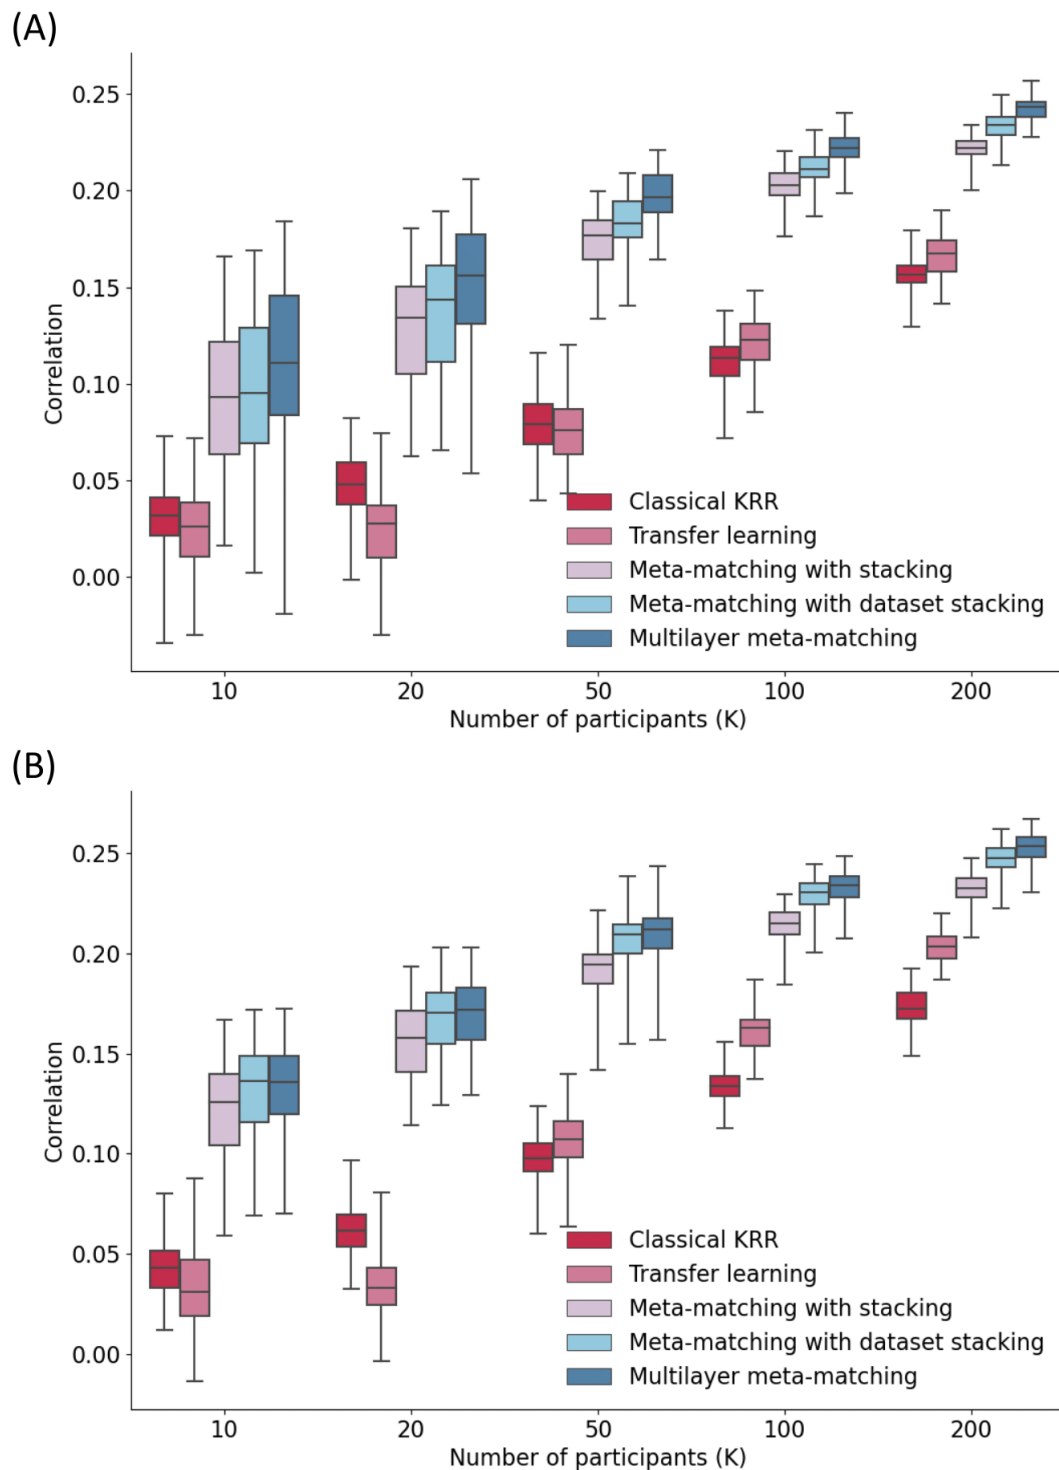 (A)
0.25
0.20
0.15
0.10
0.05
0.00
Correlation
Classical KRR
Transfer learning
Meta-matching with stacking
Meta-matching with dataset stacking
Multilayer meta-matching
10 20 50 100 200
Number of participants (K)
(B)
0.25
0.20
0.15
0.10
0.05
0.00
Correlation
Classical KRR
Transfer learning
Meta-matching with stacking
Meta-matching with dataset stacking
Multilayer meta-matching
10 20 50 100 200
Number of participants (K)